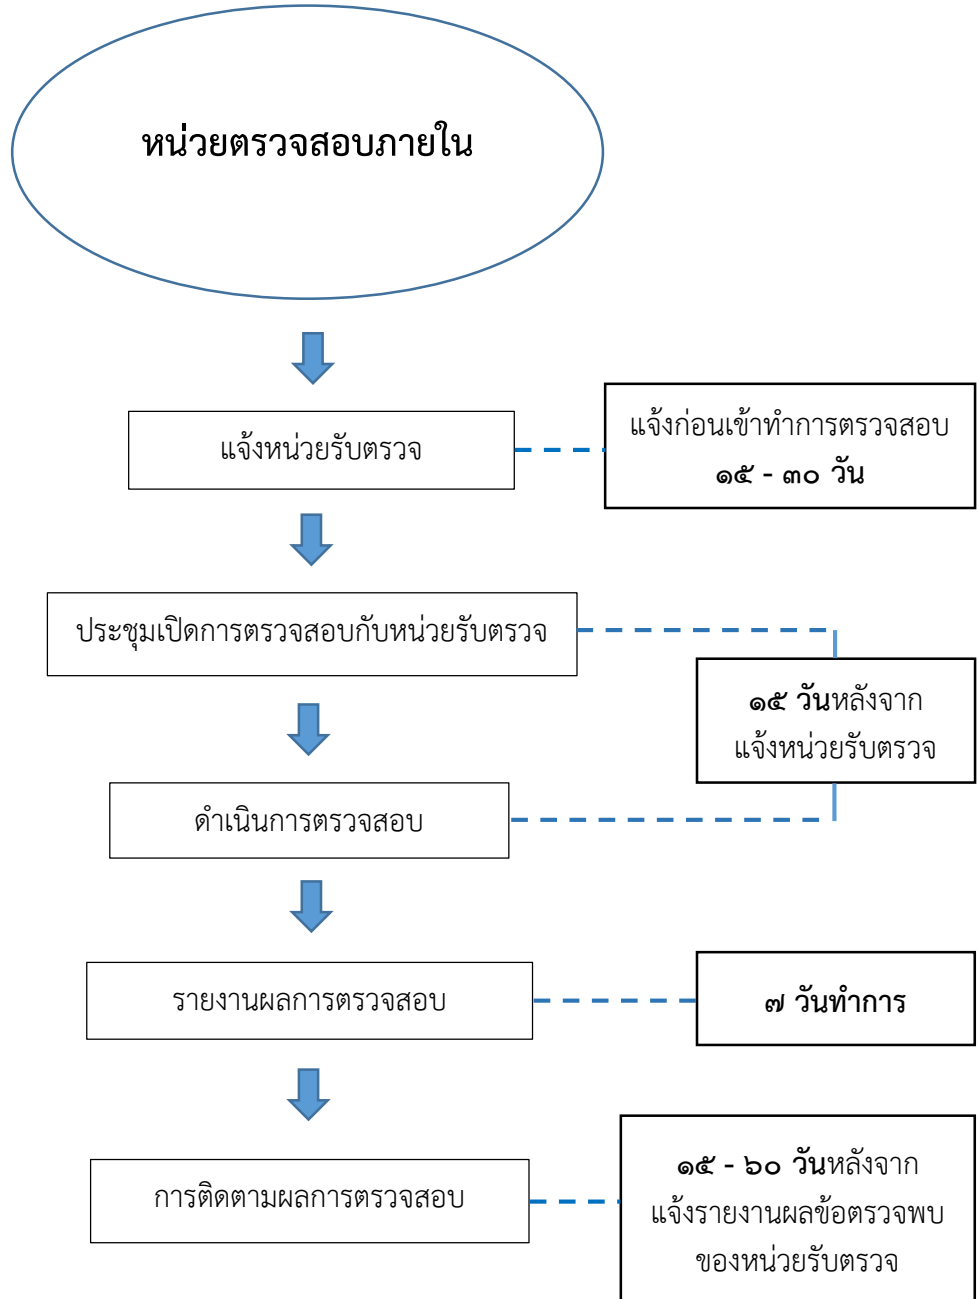 หน่วยตรวจสอบภายใน
แจ้งหน่วยรับตรวจ
แจ้งก่อนเข้าทำการตรวจสอบ
๑๕ - ๓๐ วัน
ประชุมเปิดการตรวจสอบกับหน่วยรับตรวจ
๑๕ วันหลังจาก
แจ้งหน่วยรับตรวจ
ดำเนินการตรวจสอบ
รายงานผลการตรวจสอบ
๗ วันทำการ
การติดตามผลการตรวจสอบ
๑๕ - ๖๐ วันหลังจาก
แจ้งรายงานผลข้อตรวจพบ
ของหน่วยรับตรวจ